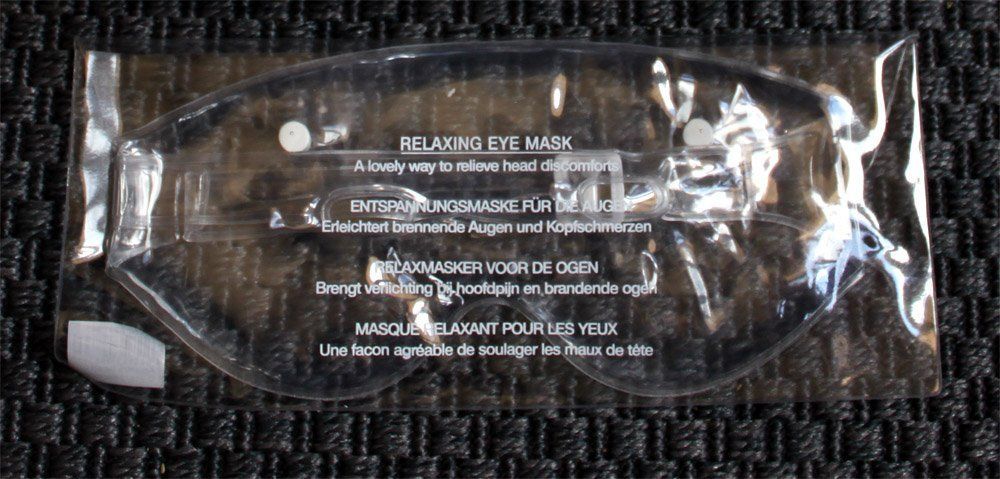 RELAXING EYE MASK
A lovely way to relieve head discomforts
ENTSPANNUNGSMASKE FÜR DIE AUGEN
Erleichtert brennende Augen und Kopfschmerzen
RELAXMASKER VOOR DE OGEN
Brengt verlichting bij hoofdpijn en brandende ogen
MASQUE RELAXANT POUR LES YEUX
Une facon agréable de soulager les maux de tête